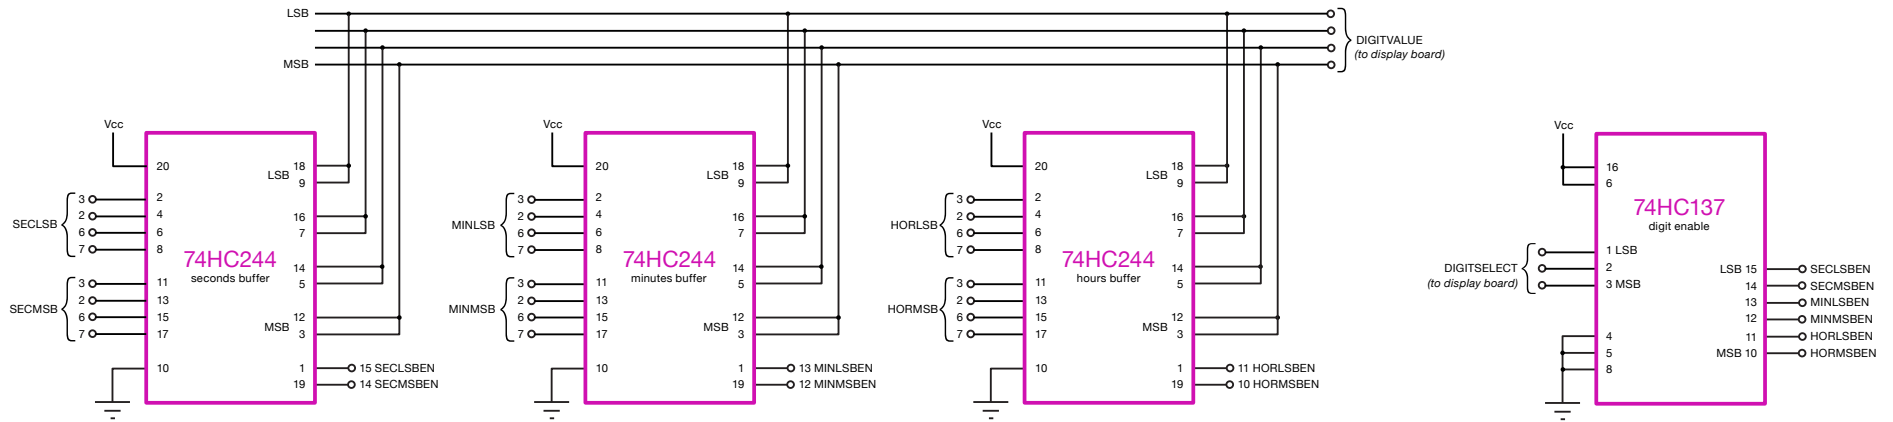 LSB
MSB
DIGITVALUE
(to display board)
Vcc
20
18
LSB
9
SECLSB
3 2
2 4
6 6
7 8
16
7
74HC244
seconds buffer
14
5
SECMSB
3 11
2 13
6 15
7 17
12
MSB
3
10
1 15 SECLSBEN
19 14 SECMSBEN
Vcc
20
18
LSB
9
MINLSB
3 2
2 4
6 6
7 8
16
7
74HC244
minutes buffer
14
5
MINMSB
3 11
2 13
6 15
7 17
12
MSB
3
10
1 13 MINLSBEN
19 12 MINMSBEN
Vcc
20
18
LSB
9
HORLSB
3 2
2 4
6 6
7 8
16
7
74HC244
hours buffer
14
5
HORMSB
3 11
2 13
6 15
7 17
12
MSB
3
10
1 11 HORLSBEN
19 10 HORMSBEN
Vcc
16
6
74HC137
digit enable
DIGITSELECT
(to display board)
1 LSB
2
3 MSB
LSB 15 SECLSBEN
14 SECMSBEN
13 MINLSBEN
12 MINMSBEN
11 HORLSBEN
MSB 10 HORMSBEN
4
5
8